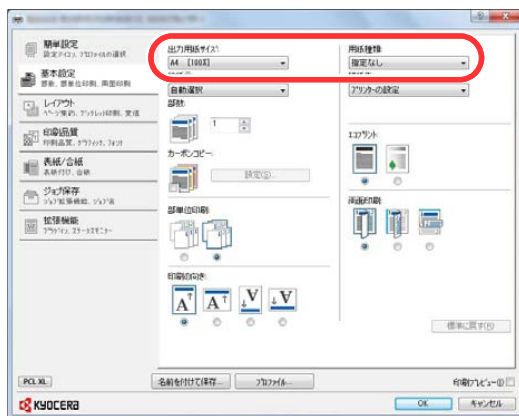 簡単設定
設定アイコン, プロファイルの選択
基本設定
部数, 部単位印刷, 両面印刷
レイアウト
ページ集約, ブックレット印刷, 変倍
印刷品質
印刷品質, グラフィック, フォント
表紙/合紙
表紙付け, 合紙
ジョブ保存
ジョブ拡張機能, ジョブ名
拡張機能
プラグイン, ステータスモニター
出力用紙サイズ:
A4 [100%]
自動選択
部数:
1
カーボンコピー:
設定(S)...
部単位印刷:
印刷の向き:
A A A A
用紙種類:
指定なし
プリンターの設定
エコプリント:
両面印刷:
標準に戻す(R)
PCL XL
名前を付けて保存...
プロファイル...
印刷プレビュー(I)
KYOCERA
OK
キャンセル